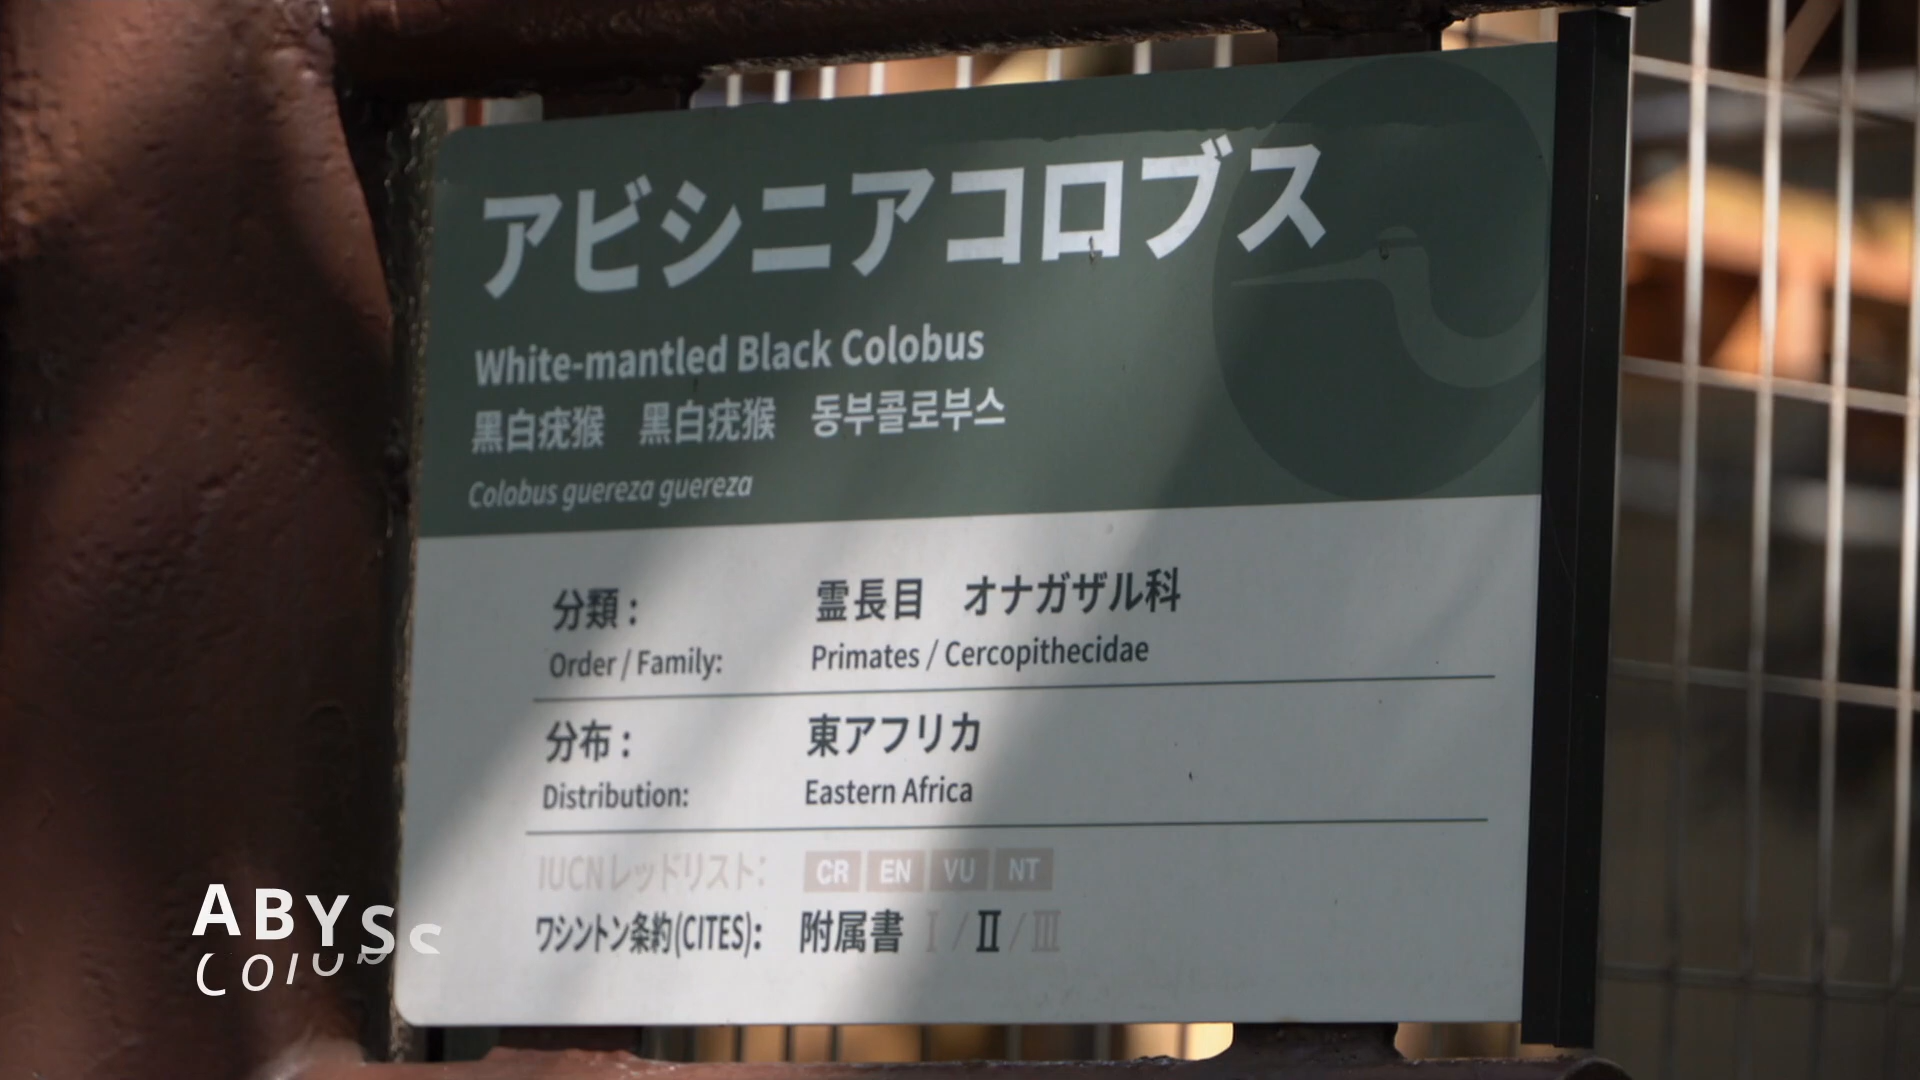 アビシニアコロブス
White-mantled Black Colobus
黑白疣猴　黑白疣猴　동부콜로부스
Colobus guereza guereza
分類：　霊長目　オナガザル科
Order / Family:　Primates / Cercopithecidae
分布：　東アフリカ
Distribution:　Eastern Africa
IUCNレッドリスト：　CR EN VU NT
ワシントン条約(CITES)：　附属書 I / II / III